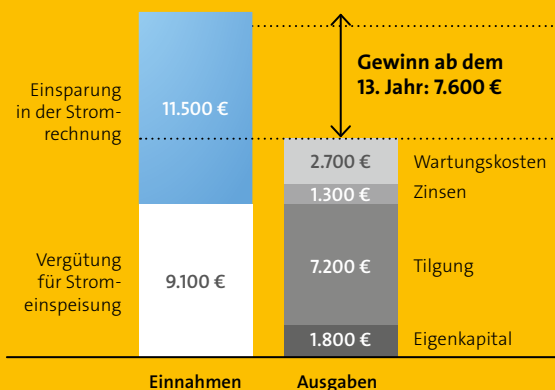 Gewinn ab dem
13. Jahr: 7.600 €
Einsparung
in der Strom-
rechnung
11.500 €
2.700 €
Wartungskosten
1.300 €
Zinsen
Vergütung
für Strom-
einspeisung
9.100 €
7.200 €
Tilgung
1.800 €
Eigenkapital
Einnahmen
Ausgaben